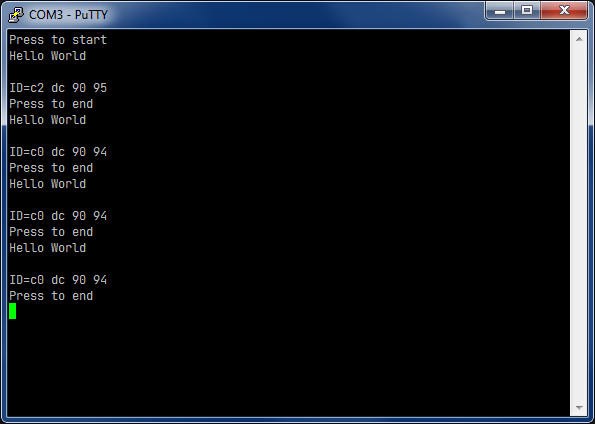 COM3 - PuTTY
Press to start
Hello World
ID=c2 dc 90 95
Press to end
Hello World
ID=c0 dc 90 94
Press to end
Hello World
ID=c0 dc 90 94
Press to end
Hello World
ID=c0 dc 90 94
Press to end